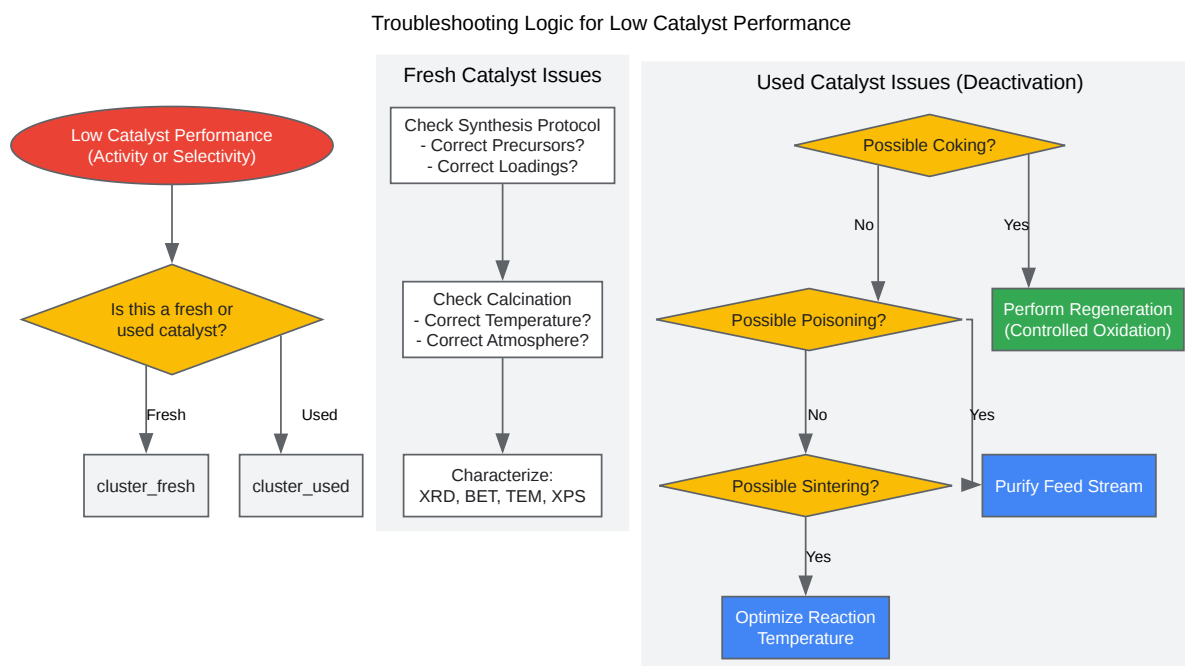 Troubleshooting Logic for Low Catalyst Performance
Low Catalyst Performance
(Activity or Selectivity)
Is this a fresh or
used catalyst?
Fresh
Used
cluster_fresh
cluster_used
Fresh Catalyst Issues
Check Synthesis Protocol
- Correct Precursors?
- Correct Loadings?
Check Calcination
- Correct Temperature?
- Correct Atmosphere?
Characterize:
XRD, BET, TEM, XPS
Used Catalyst Issues (Deactivation)
Possible Coking?
No
Yes
Possible Poisoning?
Perform Regeneration
(Controlled Oxidation)
No
Yes
Possible Sintering?
Purify Feed Stream
Yes
Optimize Reaction
Temperature